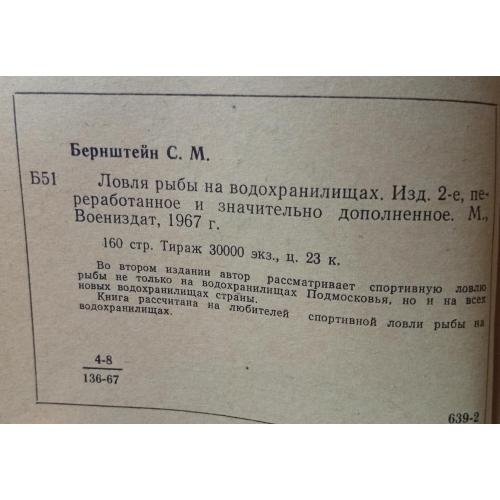 Бернштейн С. М.
Б51 Ловля рыбы на водохранилищах. Изд. 2-е, пе-
реработанное и значительно дополненное. М.,
Воениздат, 1967 г.
160 стр. Тираж 30000 экз., ц. 23 к.
Во втором издании автор рассматривает спортивную ловлю
рыбы не только на водохранилищах Подмосковья, но и на всех
новых водохранилищах страны.
Книга рассчитана на любителей спортивной ловли рыбы на
водохранилищах.
4-8
136-67
639-2